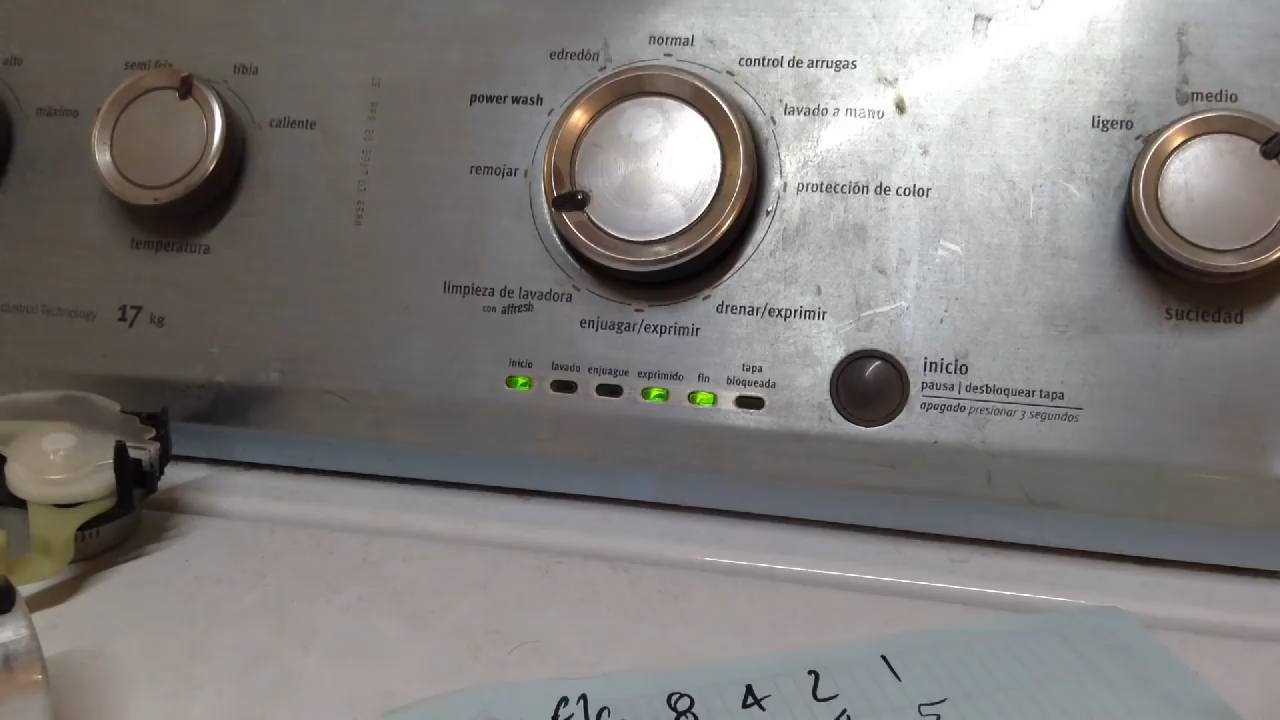 alto
máximo
semi fría
tibia
caliente
temperatura
17 kg
normal
edredón
control de arrugas
power wash
lavado a mano
remojar
protección de color
limpieza de lavadora
con affresh
enjuagar/exprimir
drenar/exprimir
medio
ligero
suciedad
inicio
lavado
enjuague
exprimido
fin
tapa
bloqueada
inicio
pausa | desbloquear tapa
apagado presionar 3 segundos
8 4 2 1
5